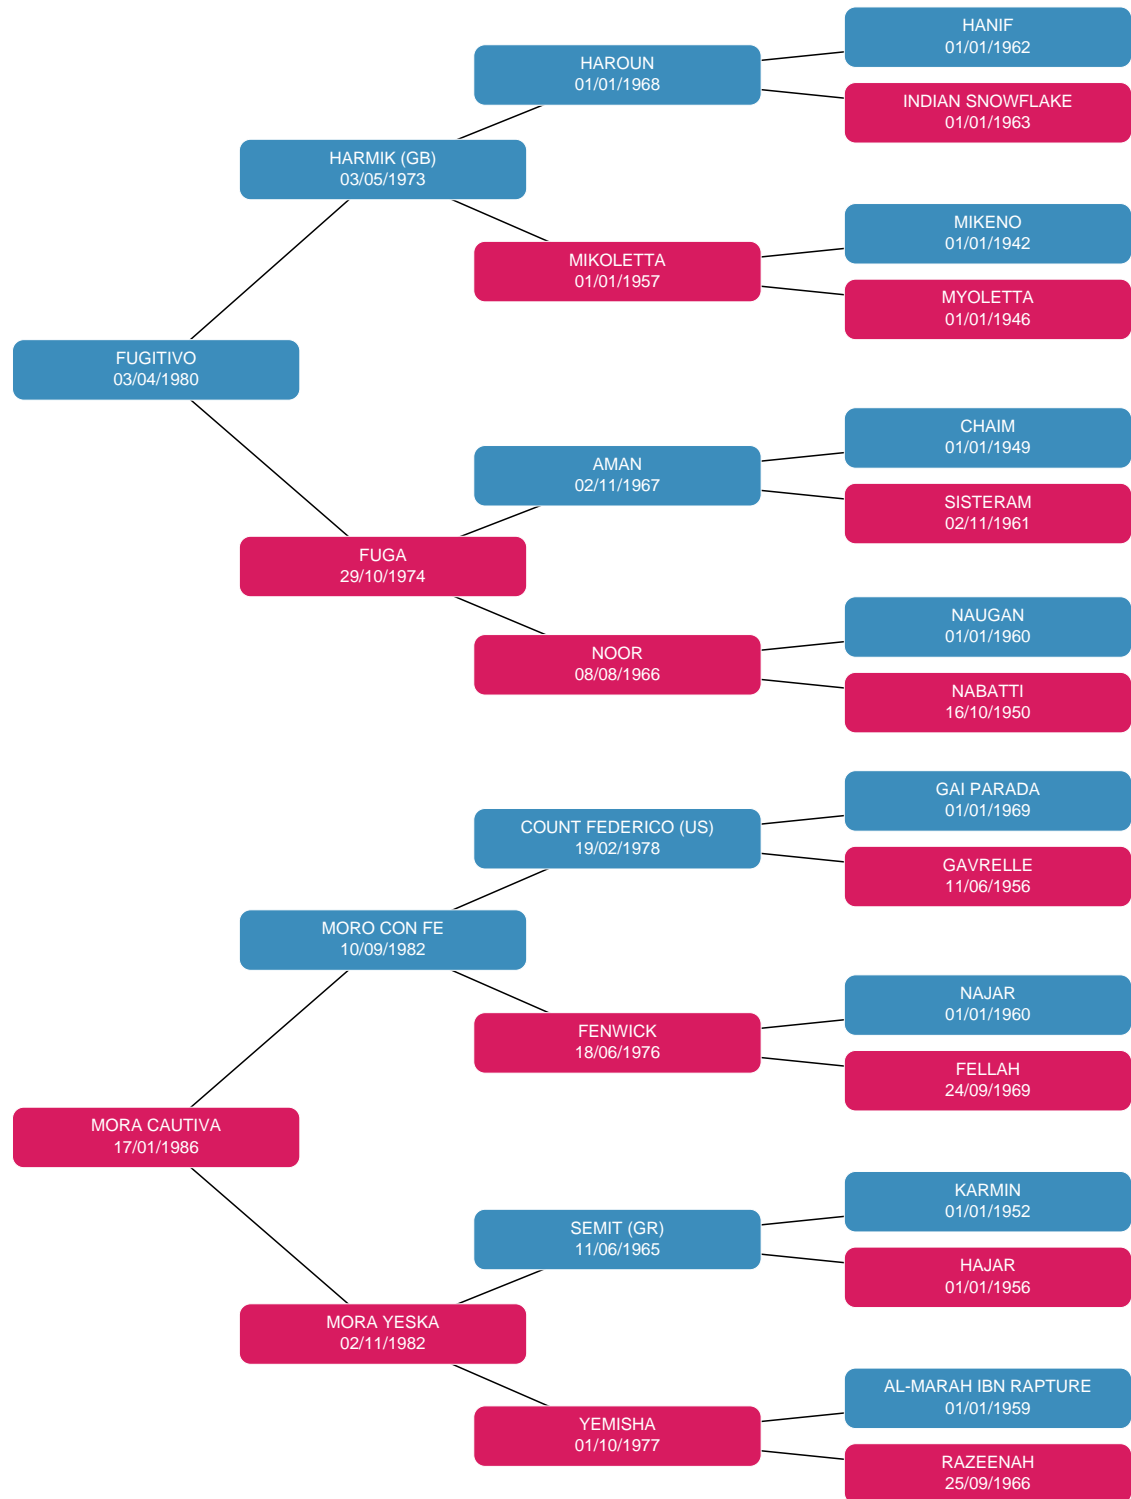 HANIF
01/01/1962
HAROUN
01/01/1968
INDIAN SNOWFLAKE
01/01/1963
HARMIK (GB)
03/05/1973
MIKENO
01/01/1942
MIKOLETTA
01/01/1957
MYOLETTA
01/01/1946
FUGITIVO
03/04/1980
CHAIM
01/01/1949
AMAN
02/11/1967
SISTERAM
02/11/1961
FUGA
29/10/1974
NAUGAN
01/01/1960
NOOR
08/08/1966
NABATTI
16/10/1950
GAI PARADA
01/01/1969
COUNT FEDERICO (US)
19/02/1978
GAVRELLE
11/06/1956
MORO CON FE
10/09/1982
NAJAR
01/01/1960
FENWICK
18/06/1976
FELLAH
24/09/1969
MORA CAUTIVA
17/01/1986
KARMIN
01/01/1952
SEMIT (GR)
11/06/1965
HAJAR
01/01/1956
MORA YESKA
02/11/1982
AL-MARAH IBN RAPTURE
01/01/1959
YEMISHA
01/10/1977
RAZEENAH
25/09/1966